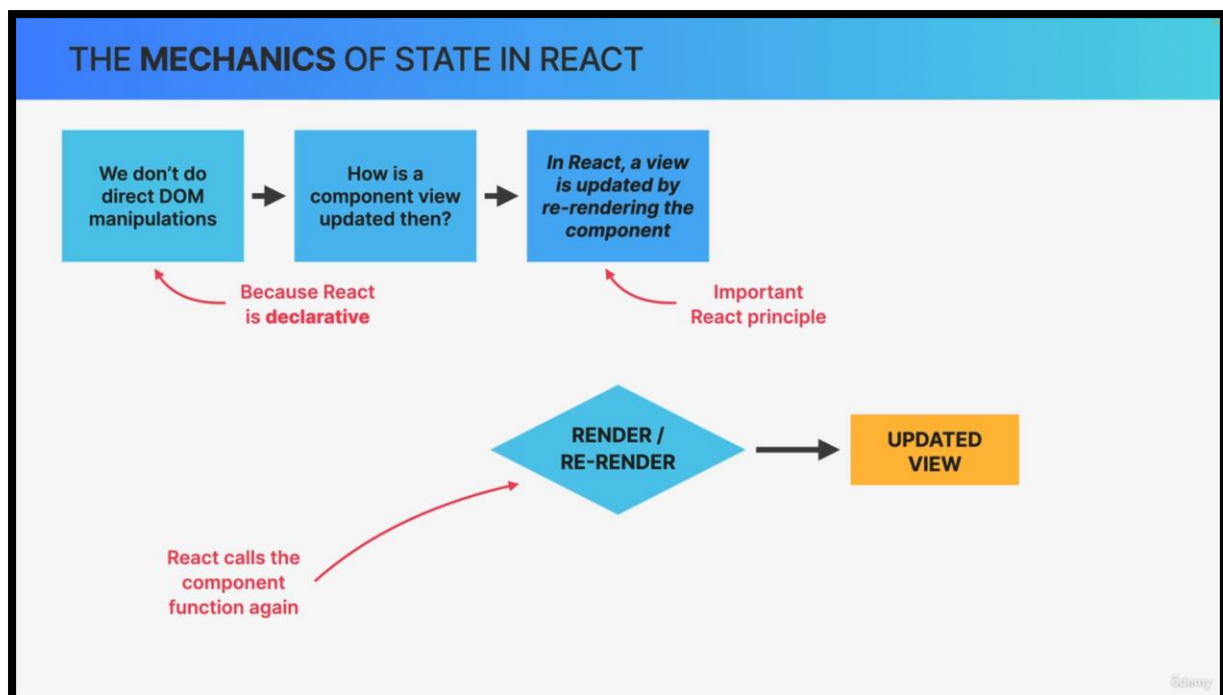 THE MECHANICS OF STATE IN REACT
We don't do
direct DOM
manipulations
How is a
component view
updated then?
In React, a view
is updated by
re-rendering the
component
Because React
is declarative
Important
React principle
RENDER /
RE-RENDER
UPDATED
VIEW
React calls the
component
function again
Udemy